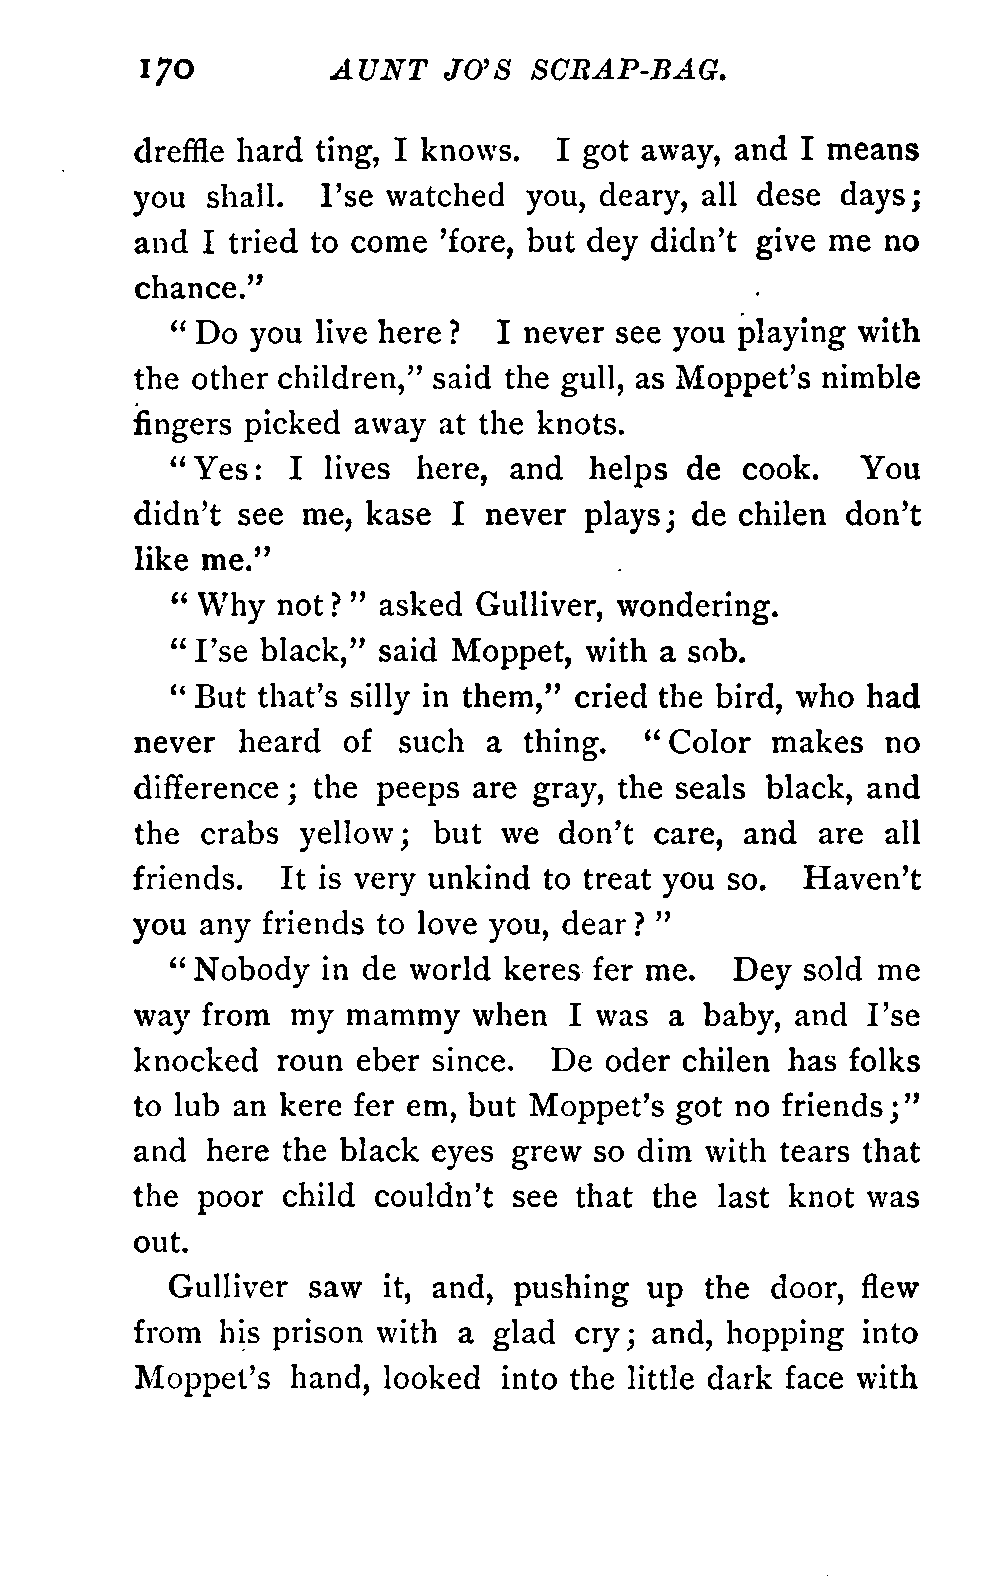 170 AUNT JO'S SCRAP-BAG.
dreffle hard ting, I knows. I got away, and I means
you shall. I'se watched you, deary, all dese days;
and I tried to come 'fore, but dey didn't give me no
chance."
"Do you live here? I never see you playing with
the other children," said the gull, as Moppet's nimble
fingers picked away at the knots.
"Yes: I lives here, and helps de cook. You
didn't see me, kase I never plays; de chilen don't
like me."
"Why not?" asked Gulliver, wondering.
"I'se black," said Moppet, with a sob.
"But that's silly in them," cried the bird, who had
never heard of such a thing. "Color makes no
difference; the peeps are gray, the seals black, and
the crabs yellow; but we don't care, and are all
friends. It is very unkind to treat you so. Haven't
you any friends to love you, dear?"
"Nobody in de world keres fer me. Dey sold me
way from my mammy when I was a baby, and I'se
knocked roun eber since. De oder chilen has folks
to lub an kere fer em, but Moppet's got no friends;"
and here the black eyes grew so dim with tears that
the poor child couldn't see that the last knot was
out.
Gulliver saw it, and, pushing up the door, flew
from his prison with a glad cry; and, hopping into
Moppet's hand, looked into the little dark face with